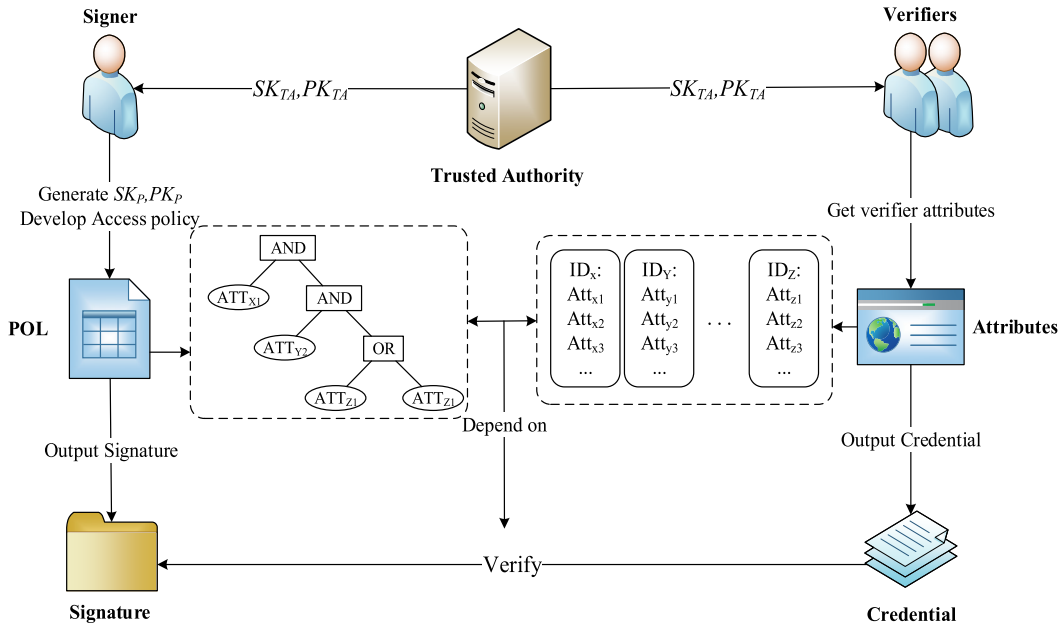 Signer
Verifiers
SK_TA,PK_TA
SK_TA,PK_TA
Trusted Authority
Generate SK_P,PK_P
Develop Access policy
Get verifier attributes
AND
ATT_X1
AND
ATT_Y2
OR
ATT_Z1
ATT_Z1
ID_x:
Att_x1
Att_x2
Att_x3
...
ID_Y:
Att_y1
Att_y2
Att_y3
...
. . .
ID_Z:
Att_z1
Att_z2
Att_z3
...
POL
Attributes
Depend on
Output Signature
Output Credential
Verify
Signature
Credential